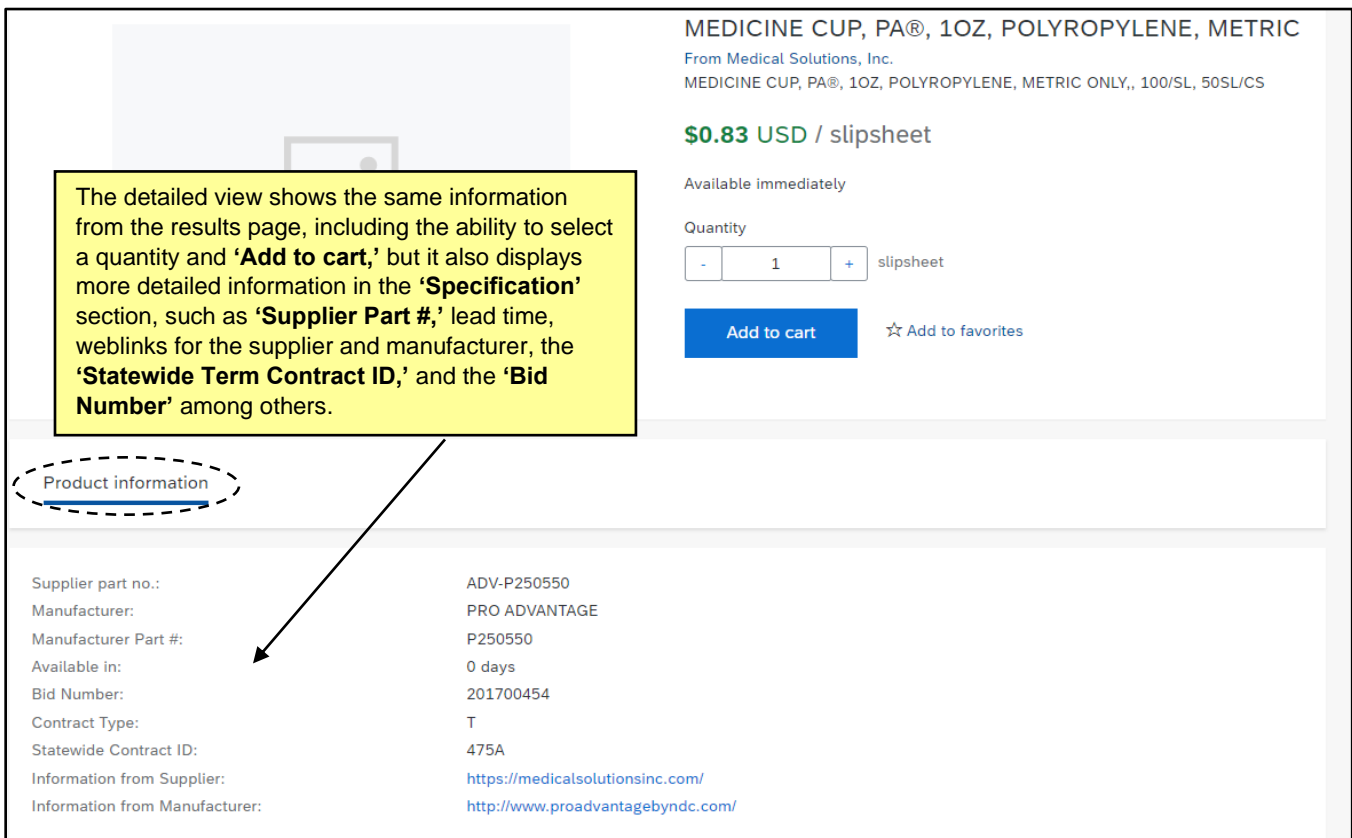 MEDICINE CUP, PA®, 1OZ, POLYROPYLENE, METRIC
From Medical Solutions, Inc.
MEDICINE CUP, PA®, 1OZ, POLYROPYLENE, METRIC ONLY,, 100/SL, 50SL/CS
$0.83 USD / slipsheet
Available immediately
Quantity
- 1 + slipsheet
Add to cart ☆ Add to favorites
The detailed view shows the same information
from the results page, including the ability to select
a quantity and ‘Add to cart,’ but it also displays
more detailed information in the ‘Specification’
section, such as ‘Supplier Part #,’ lead time,
weblinks for the supplier and manufacturer, the
‘Statewide Term Contract ID,’ and the ‘Bid
Number’ among others.
Product information
Supplier part no.: ADV-P250550
Manufacturer: PRO ADVANTAGE
Manufacturer Part #: P250550
Available in: 0 days
Bid Number: 201700454
Contract Type: T
Statewide Contract ID: 475A
Information from Supplier: https://medicalsolutionsinc.com/
Information from Manufacturer: http://www.proadvantagebyndc.com/